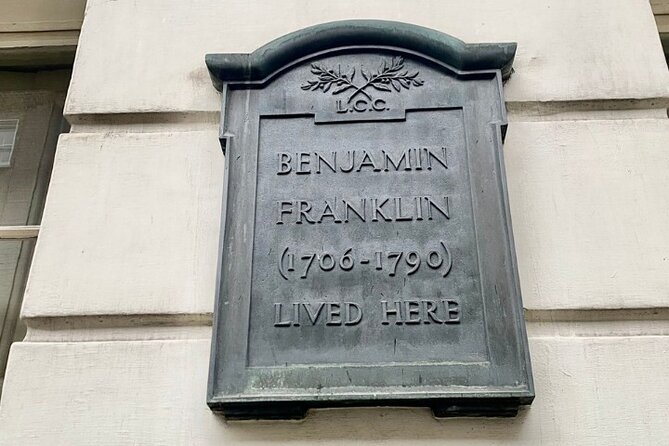 L.C.C.
BENJAMIN
FRANKLIN
(1706-1790)
LIVED HERE